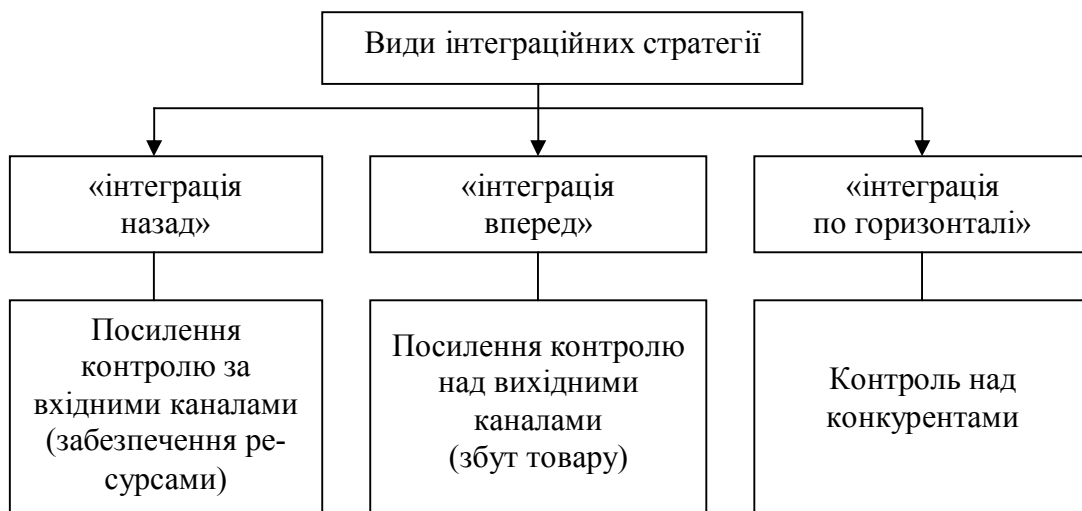 Види інтеграційних стратегії
«інтеграція
назад»
«інтеграція
вперед»
«інтеграція
по горизонталі»
Посилення
контролю за
вхідними каналами
(забезпечення ре-
сурсами)
Посилення контролю
над вихідними
каналами
(збут товару)
Контроль над
конкурентами